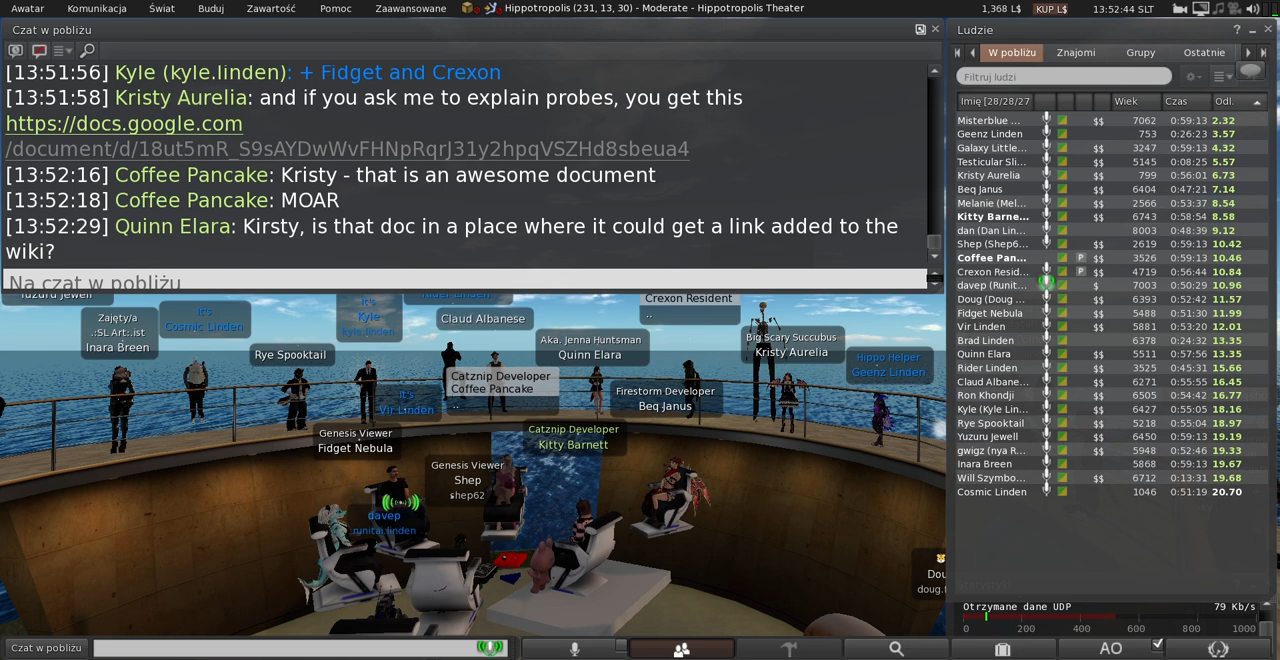 Awatar Komunikacja Świat Buduj Zawartość Pomoc Zaawansowane Hippotropolis (231, 13, 30) - Moderate - Hippotropolis Theater 1,368 L$ KUP L$ 13:52:44 SLT
Czat w pobliżu
[13:51:56] Kyle (kyle.linden): + Fidget and Crexon
[13:51:58] Kristy Aurelia: and if you ask me to explain probes, you get this
https://docs.google.com
/document/d/18ut5mR_S9sAYDwWvFHNpRqrJ31y2hpqVSZHd8sbeua4
[13:52:16] Coffee Pancake: Kristy - that is an awesome document
[13:52:18] Coffee Pancake: MOAR
[13:52:29] Quinn Elara: Kirsty, is that doc in a place where it could get a link added to the
wiki?
Na czat w pobliżu
Yuzuru Jewell
Zajęty/a
.:SL Art:.ist
Inara Breen
It's
Cosmic Linden
Rye Spooktail
It's
Kyle
kyle.linden
Rider Linden
Claud Albanese
Crexon Resident
..
Aka. Jenna Huntsman
Quinn Elara
Big Scary Succubus
Kristy Aurelia
Hippo Helper
Geenz Linden
It's
Vir Linden
Catznip Developer
Coffee Pancake
..
Firestorm Developer
Beq Janus
Genesis Viewer
Fidget Nebula
Catznip Developer
Kitty Barnett
Genesis Viewer
Shep
shep62
davep
runitai.linden
Dou
doug.
Ludzie
W pobliżu Znajomi Grupy Ostatnie
Filtruj ludzi
Imię [28/28/27 Wiek Czas Odl.
Misterblue ... $$ 7062 0:59:13 2.32
Geenz Linden 753 0:26:23 3.57
Galaxy Little... $$ 3247 0:59:13 4.32
Testicular Sli... $$ 5145 0:08:25 5.57
Kristy Aurelia $$ 799 0:56:01 6.73
Beq Janus $$ 6404 0:47:21 7.14
Melanie (Mel... $$ 2566 0:53:37 8.54
Kitty Barne... $$ 6743 0:58:54 8.58
dan (Dan Lin... 8003 0:48:39 9.12
Shep (Shep6... $$ 2619 0:59:13 10.42
Coffee Pan... P $$ 3526 0:59:13 10.46
Crexon Resid... P $$ 4719 0:56:44 10.84
davep (Runit... $ 7003 0:50:29 10.96
Doug (Doug ... $$ 6393 0:52:42 11.57
Fidget Nebula $$ 5488 0:51:30 11.99
Vir Linden $$ 5881 0:53:20 12.01
Brad Linden 6378 0:24:32 13.35
Quinn Elara $$ 5511 0:57:56 13.35
Rider Linden $$ 3525 0:45:31 15.66
Claud Albane... $$ 6271 0:55:55 16.45
Ron Khondji $$ 6505 0:54:42 16.77
Kyle (Kyle Lin... $$ 6427 0:55:05 18.16
Rye Spooktail $$ 5218 0:55:04 18.97
Yuzuru Jewell $$ 6450 0:59:13 19.19
gwigz (nya R... $$ 5948 0:52:46 19.33
Inara Breen 5868 0:59:13 19.67
Will Szymbo... $$ 6712 0:13:31 19.68
Cosmic Linden 1046 0:51:19 20.70
Otrzymane dane UDP 79 Kb/s
0 200 400 600 800 1000
Czat w pobliżu
AO